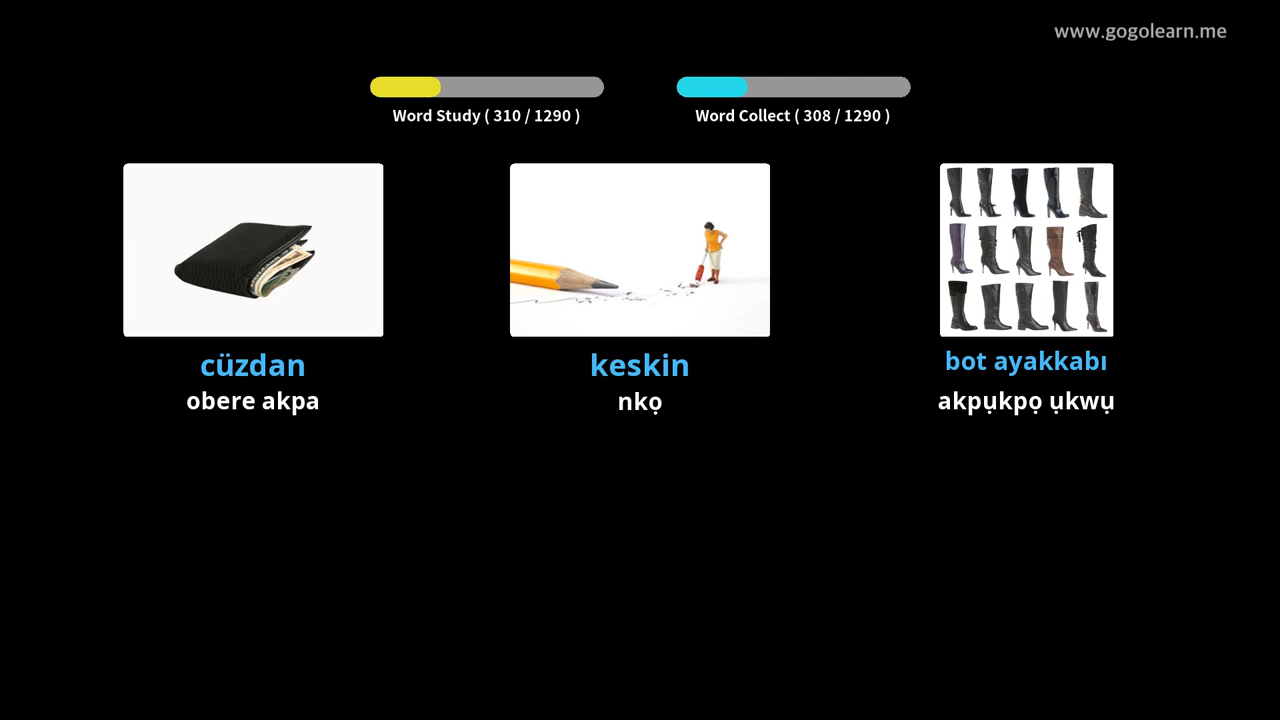 www.gogolearn.me
Word Study ( 310 / 1290 )
Word Collect ( 308 / 1290 )
cüzdan
obere akpa
keskin
nkọ
bot ayakkabı
akpụkpọ ụkwụ